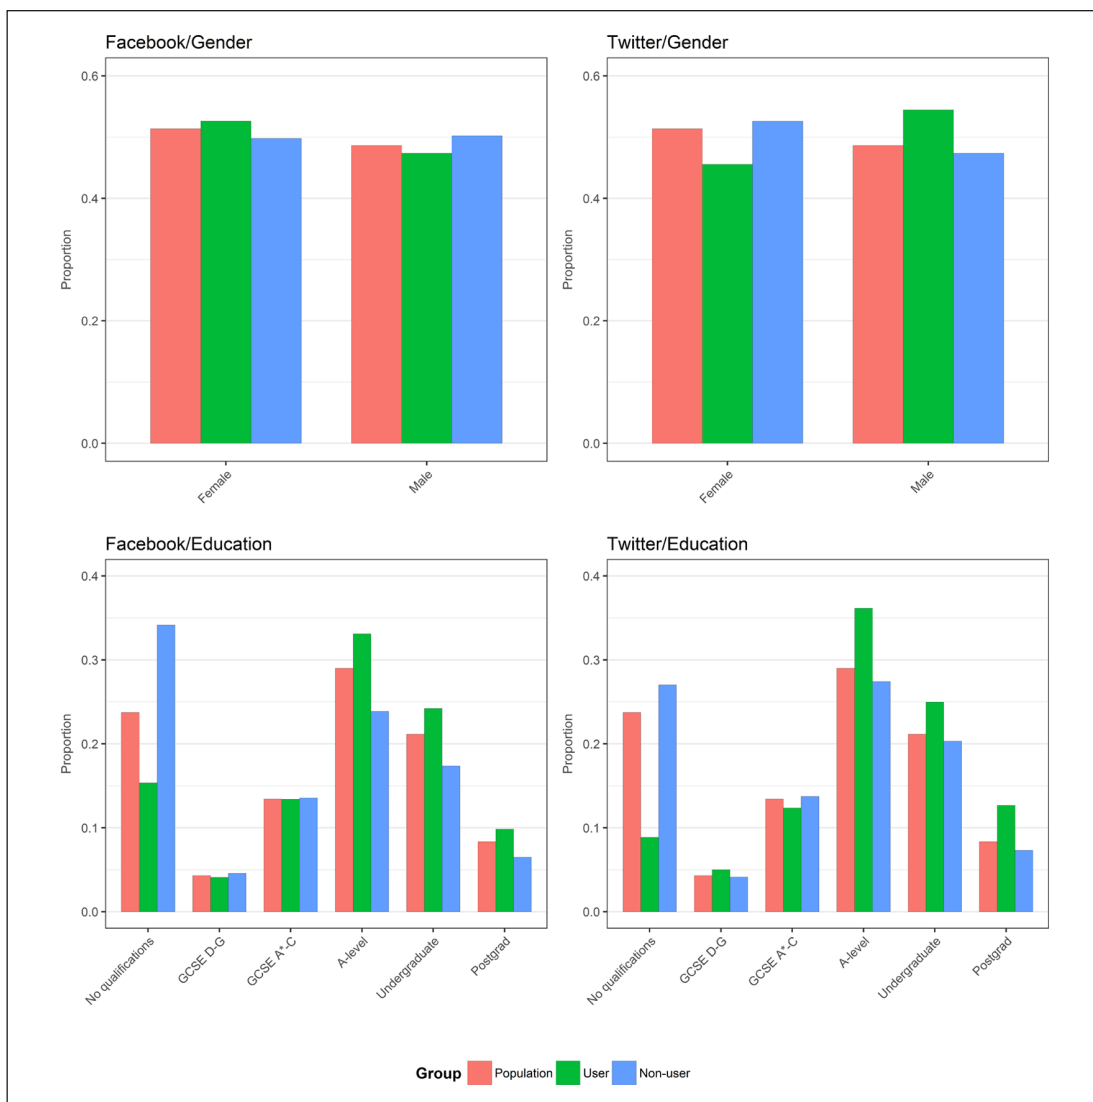 Facebook/Gender
0.6
0.4
0.2
0.0
Proportion
Female
Male
Twitter/Gender
0.6
0.4
0.2
0.0
Proportion
Female
Male
Facebook/Education
0.4
0.3
0.2
0.1
0.0
Proportion
No qualifications
GCSE D-G
GCSE A*-C
A-level
Undergraduate
Postgrad
Twitter/Education
0.4
0.3
0.2
0.1
0.0
Proportion
No qualifications
GCSE D-G
GCSE A*-C
A-level
Undergraduate
Postgrad
Group Population User Non-user